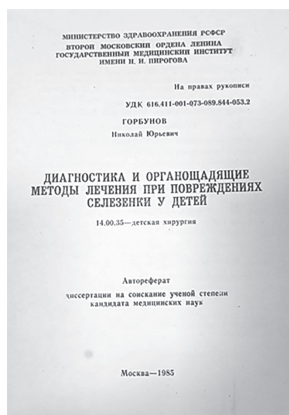 МИНИСТЕРСТВО ЗДРАВООХРАНЕНИЯ РСФСР
ВТОРОЙ МОСКОВСКИЙ ОРДЕНА ЛЕНИНА
ГОСУДАРСТВЕННЫЙ МЕДИЦИНСКИЙ ИНСТИТУТ
ИМЕНИ Н. И. ПИРОГОВА
На правах рукописи
УДК 616.411-001-073-089.844-053.2
ГОРБУНОВ
Николай Юрьевич
ДИАГНОСТИКА И ОРГАНОЩАДЯЩИЕ
МЕТОДЫ ЛЕЧЕНИЯ ПРИ ПОВРЕЖДЕНИЯХ
СЕЛЕЗЕНКИ У ДЕТЕЙ
14.00.35—детская хирургия
Автореферат
диссертации на соискание ученой степени
кандидата медицинских наук
Москва—1985